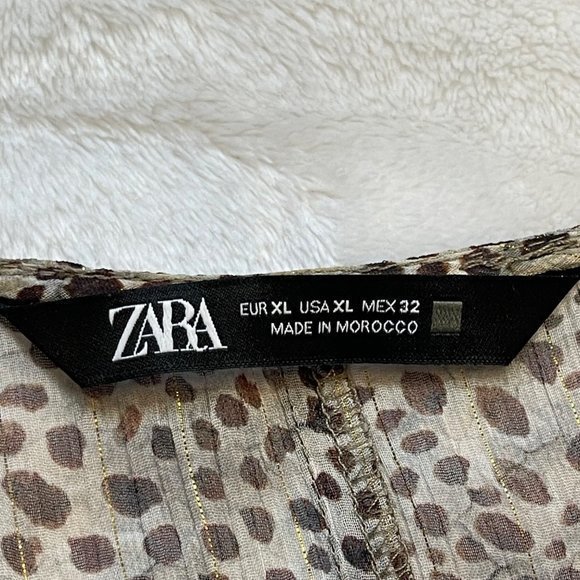 ZARA
EUR XL USA XL MEX 32
MADE IN MOROCCO